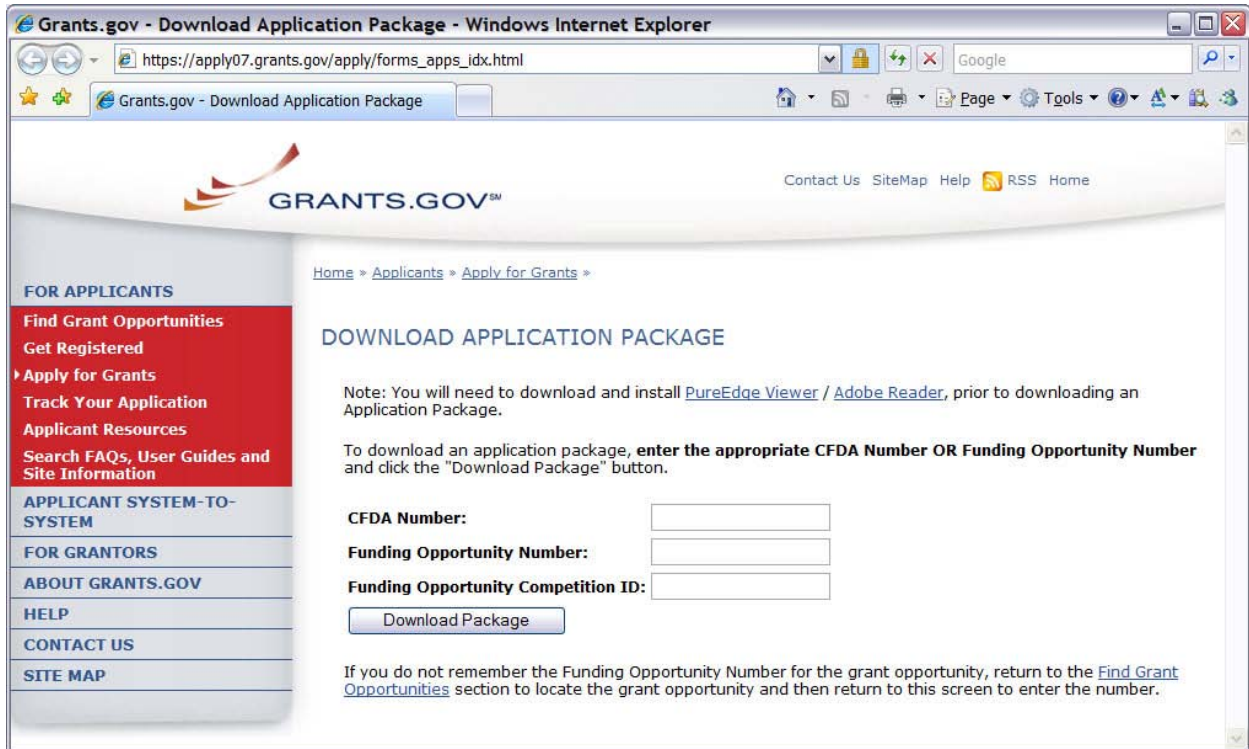 Grants.gov - Download Application Package - Windows Internet Explorer
https://apply07.grants.gov/apply/forms_apps_idx.html
Google
Grants.gov - Download Application Package
Page
Tools
GRANTS.GOV℠
Contact Us SiteMap Help RSS Home
Home » Applicants » Apply for Grants »
FOR APPLICANTS
Find Grant Opportunities
Get Registered
Apply for Grants
Track Your Application
Applicant Resources
Search FAQs, User Guides and
Site Information
APPLICANT SYSTEM-TO-
SYSTEM
FOR GRANTORS
ABOUT GRANTS.GOV
HELP
CONTACT US
SITE MAP
DOWNLOAD APPLICATION PACKAGE
Note: You will need to download and install PureEdge Viewer / Adobe Reader, prior to downloading an
Application Package.
To download an application package, enter the appropriate CFDA Number OR Funding Opportunity Number
and click the "Download Package" button.
CFDA Number:
Funding Opportunity Number:
Funding Opportunity Competition ID:
Download Package
If you do not remember the Funding Opportunity Number for the grant opportunity, return to the Find Grant
Opportunities section to locate the grant opportunity and then return to this screen to enter the number.